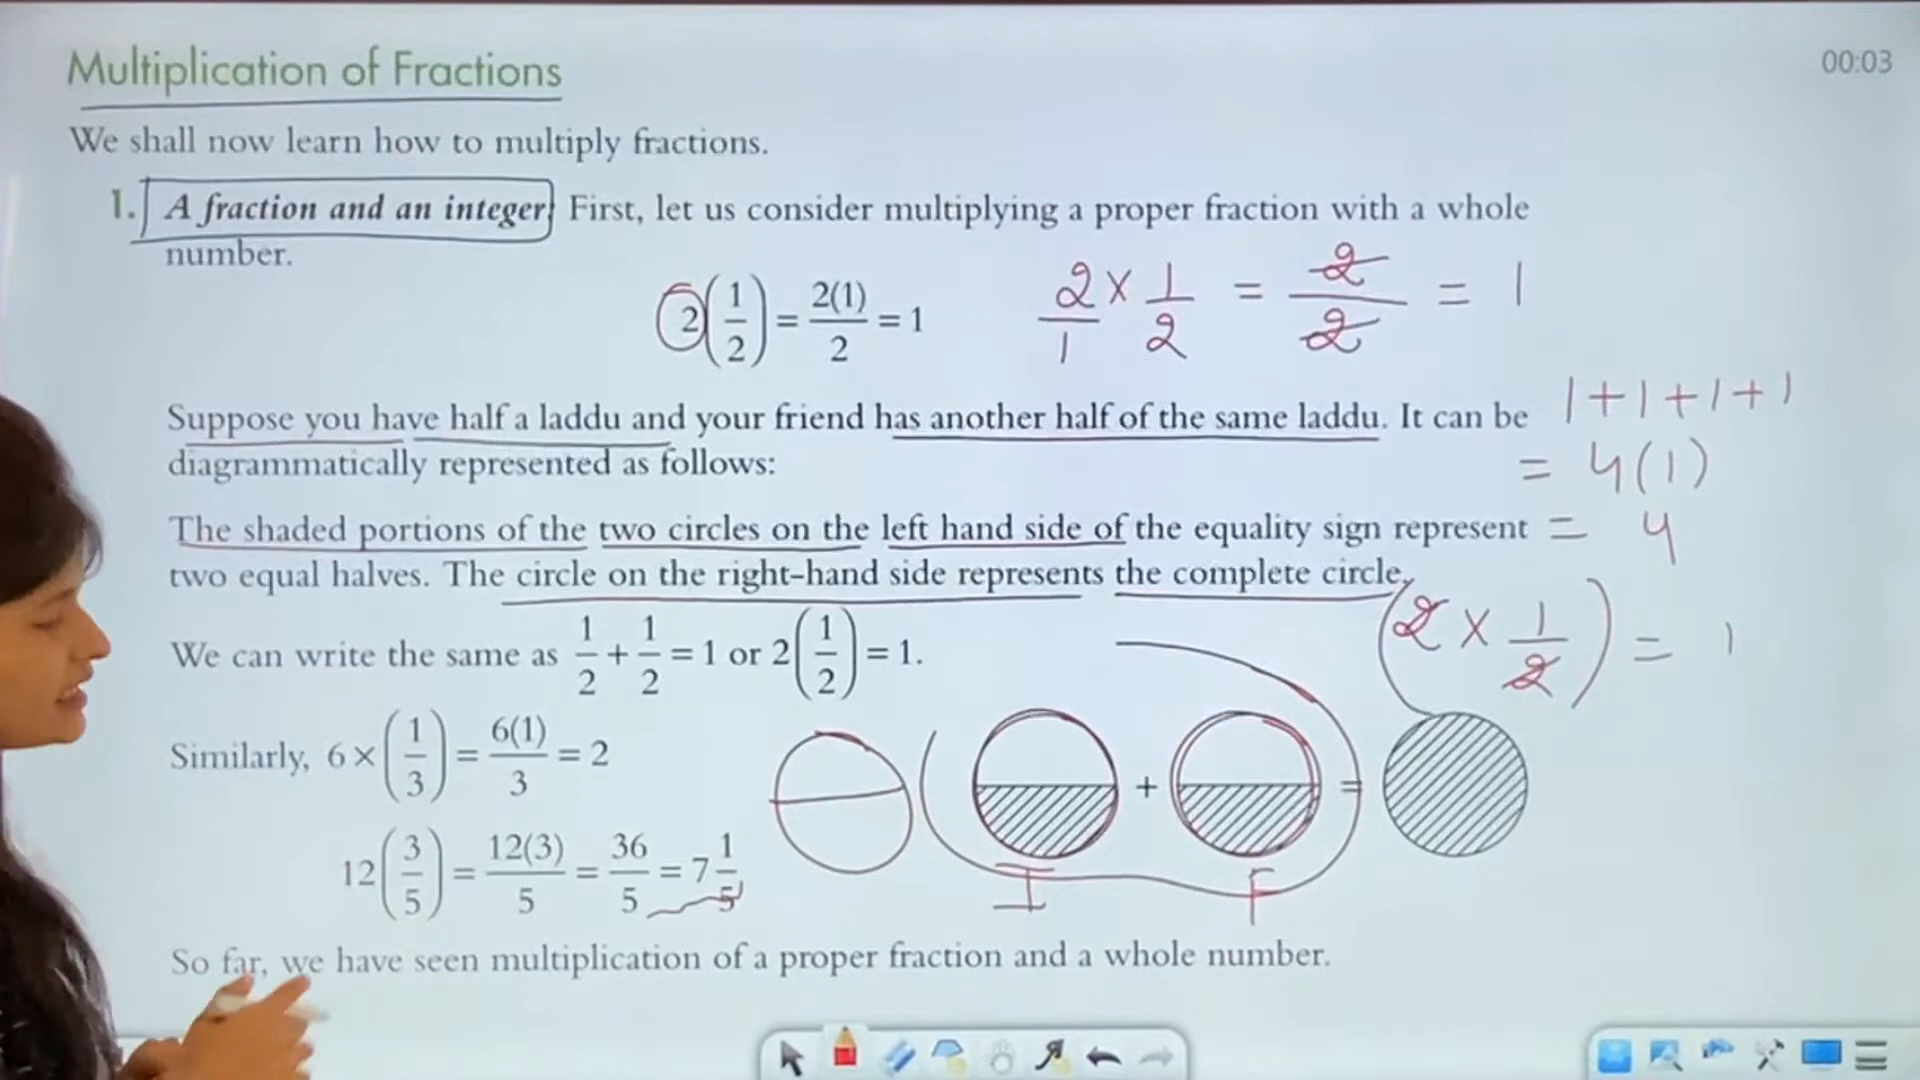 Multiplication of Fractions
00:03
We shall now learn how to multiply fractions.
1. A fraction and an integer First, let us consider multiplying a proper fraction with a whole
number.
2(1/2) = 2(1)/2 = 1
2/1 × 1/2 = 2/2 = 1
Suppose you have half a laddu and your friend has another half of the same laddu. It can be
diagrammatically represented as follows:
1+1+1+1
= 4(1)
= 4
The shaded portions of the two circles on the left hand side of the equality sign represent
two equal halves. The circle on the right-hand side represents the complete circle.
(2 × 1/2) = 1
We can write the same as 1/2 + 1/2 = 1 or 2(1/2) = 1.
Similarly, 6 × (1/3) = 6(1)/3 = 2
+ =
I F
12(3/5) = 12(3)/5 = 36/5 = 7 1/5
So far, we have seen multiplication of a proper fraction and a whole number.